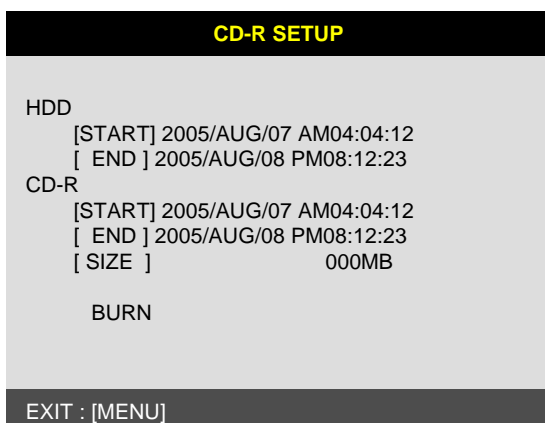 CD-R SETUP
HDD
[START] 2005/AUG/07 AM04:04:12
[ END ] 2005/AUG/08 PM08:12:23
CD-R
[START] 2005/AUG/07 AM04:04:12
[ END ] 2005/AUG/08 PM08:12:23
[ SIZE ] 000MB
BURN
EXIT : [MENU]